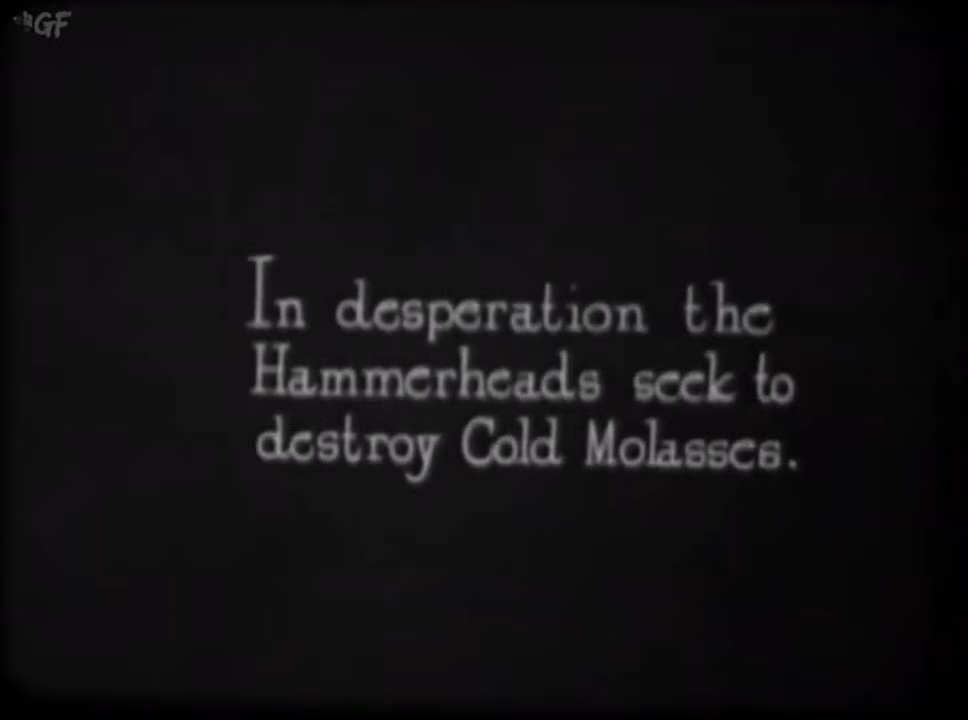 GF
In desperation the
Hammerheads seek to
destroy Cold Molasses.